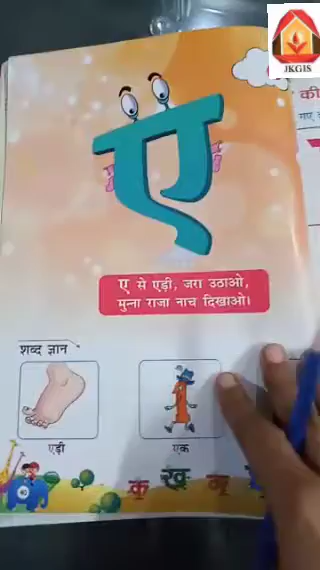 JKGIS
की
ए
ए से एड़ी, जरा उठाओ,
मुन्ना राजा नाच दिखाओ।
शब्द ज्ञान
एड़ी
एक
क ख ग